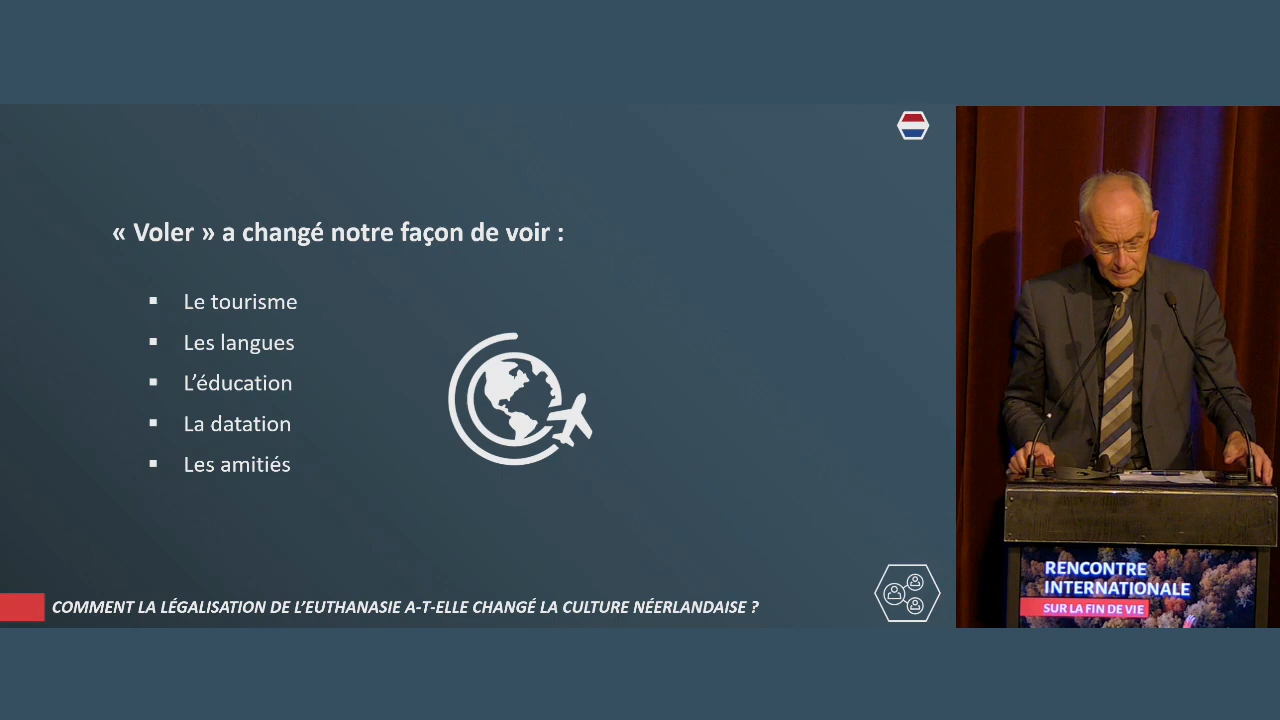 « Voler » a changé notre façon de voir :
▪ Le tourisme
▪ Les langues
▪ L’éducation
▪ La datation
▪ Les amitiés
COMMENT LA LÉGALISATION DE L’EUTHANASIE A-T-ELLE CHANGÉ LA CULTURE NÉERLANDAISE ?
RENCONTRE
INTERNATIONALE
SUR LA FIN DE VIE